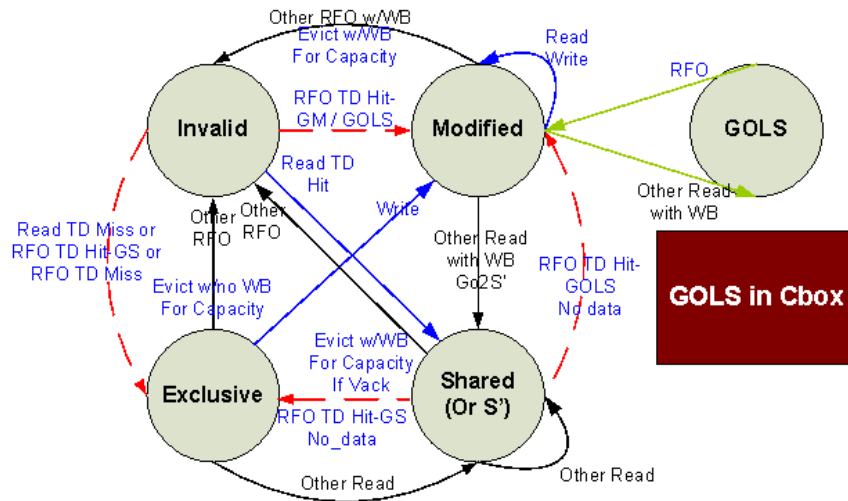 Other RFO w/WB
Evict w/WB
For Capacity
Read
Write
RFO
Invalid
RFO TD Hit-
GM / GOLS
Modified
GOLS
Read TD
Hit
Other Read
with WB
Other
RFO
Other
RFO
Write
Read TD Miss or
RFO TD Hit-GS or
RFO TD Miss
Other Read
with WB
Go2S'
RFO TD Hit-
GOLS
No data
GOLS in Cbox
Evict w/no WB
For Capacity
Evict w/WB
For Capacity
If Vack
Exclusive
Shared
(Or S')
RFO TD Hit-GS
No_data
Other Read
Other Read